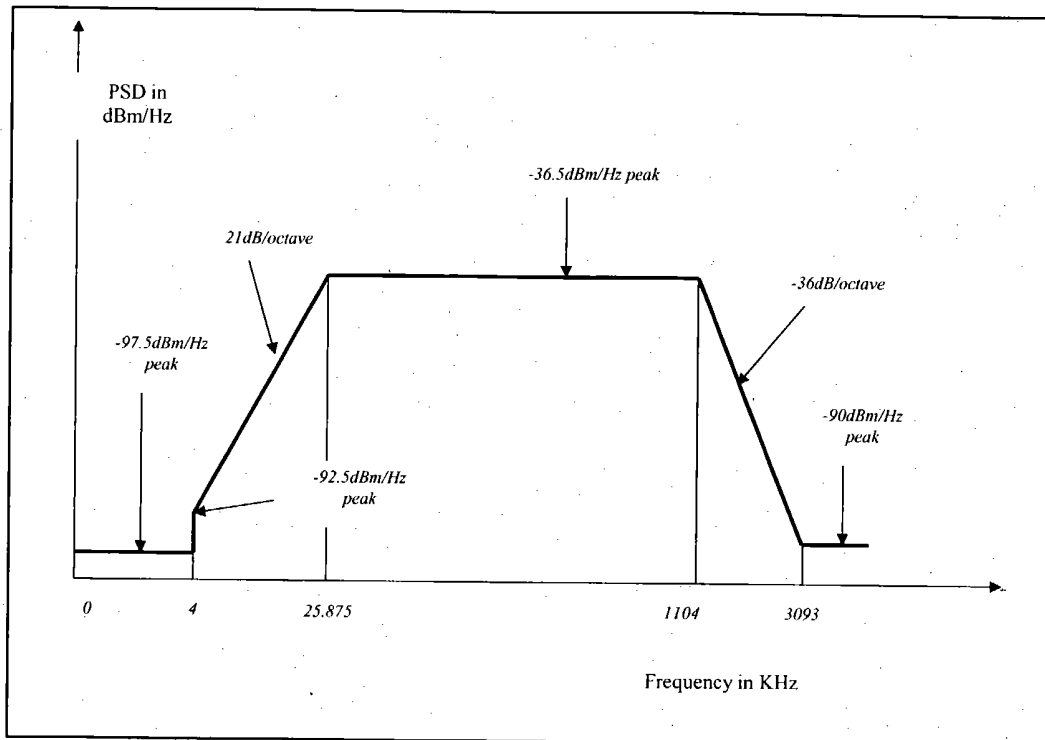 PSD in
dBm/Hz
-36.5dBm/Hz peak
21dB/octave
-36dB/octave
-97.5dBm/Hz
peak
-90dBm/Hz
peak
-92.5dBm/Hz
peak
0 4 25.875 1104 3093
Frequency in KHz